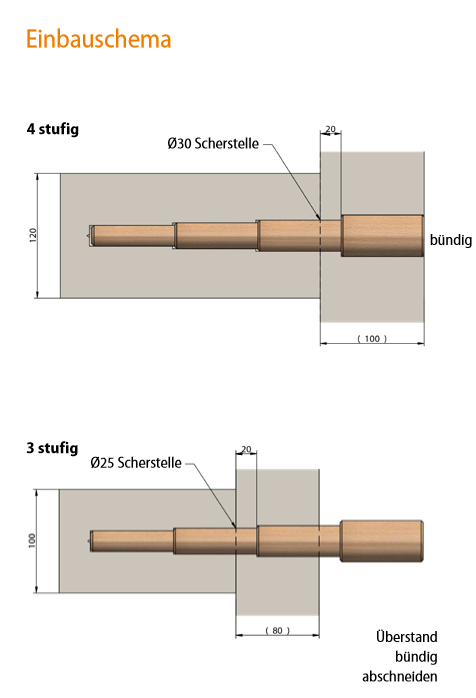 Einbauschema
4 stufig
20
Ø30 Scherstelle
120
bündig
( 100 )
3 stufig
20
Ø25 Scherstelle
100
( 80 )
Überstand
bündig
abschneiden